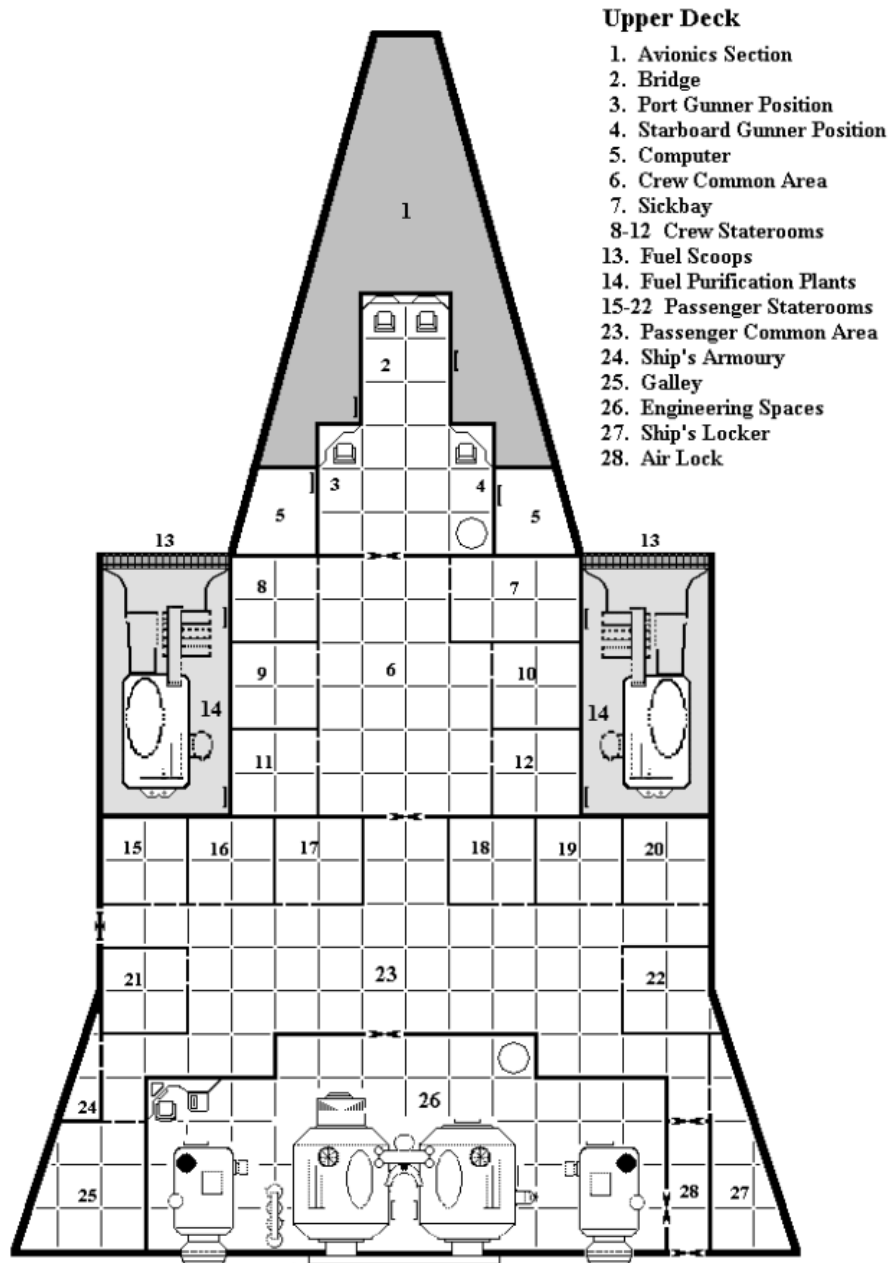 Upper Deck
1. Avionics Section
2. Bridge
3. Port Gunner Position
4. Starboard Gunner Position
5. Computer
6. Crew Common Area
7. Sickbay
8-12 Crew Staterooms
13. Fuel Scoops
14. Fuel Purification Plants
15-22 Passenger Staterooms
23. Passenger Common Area
24. Ship's Armoury
25. Galley
26. Engineering Spaces
27. Ship's Locker
28. Air Lock
1
2
3
4
5
5
13
13
8
7
9
6
10
14
14
11
12
15
16
17
18
19
20
21
23
22
24
26
25
28
27